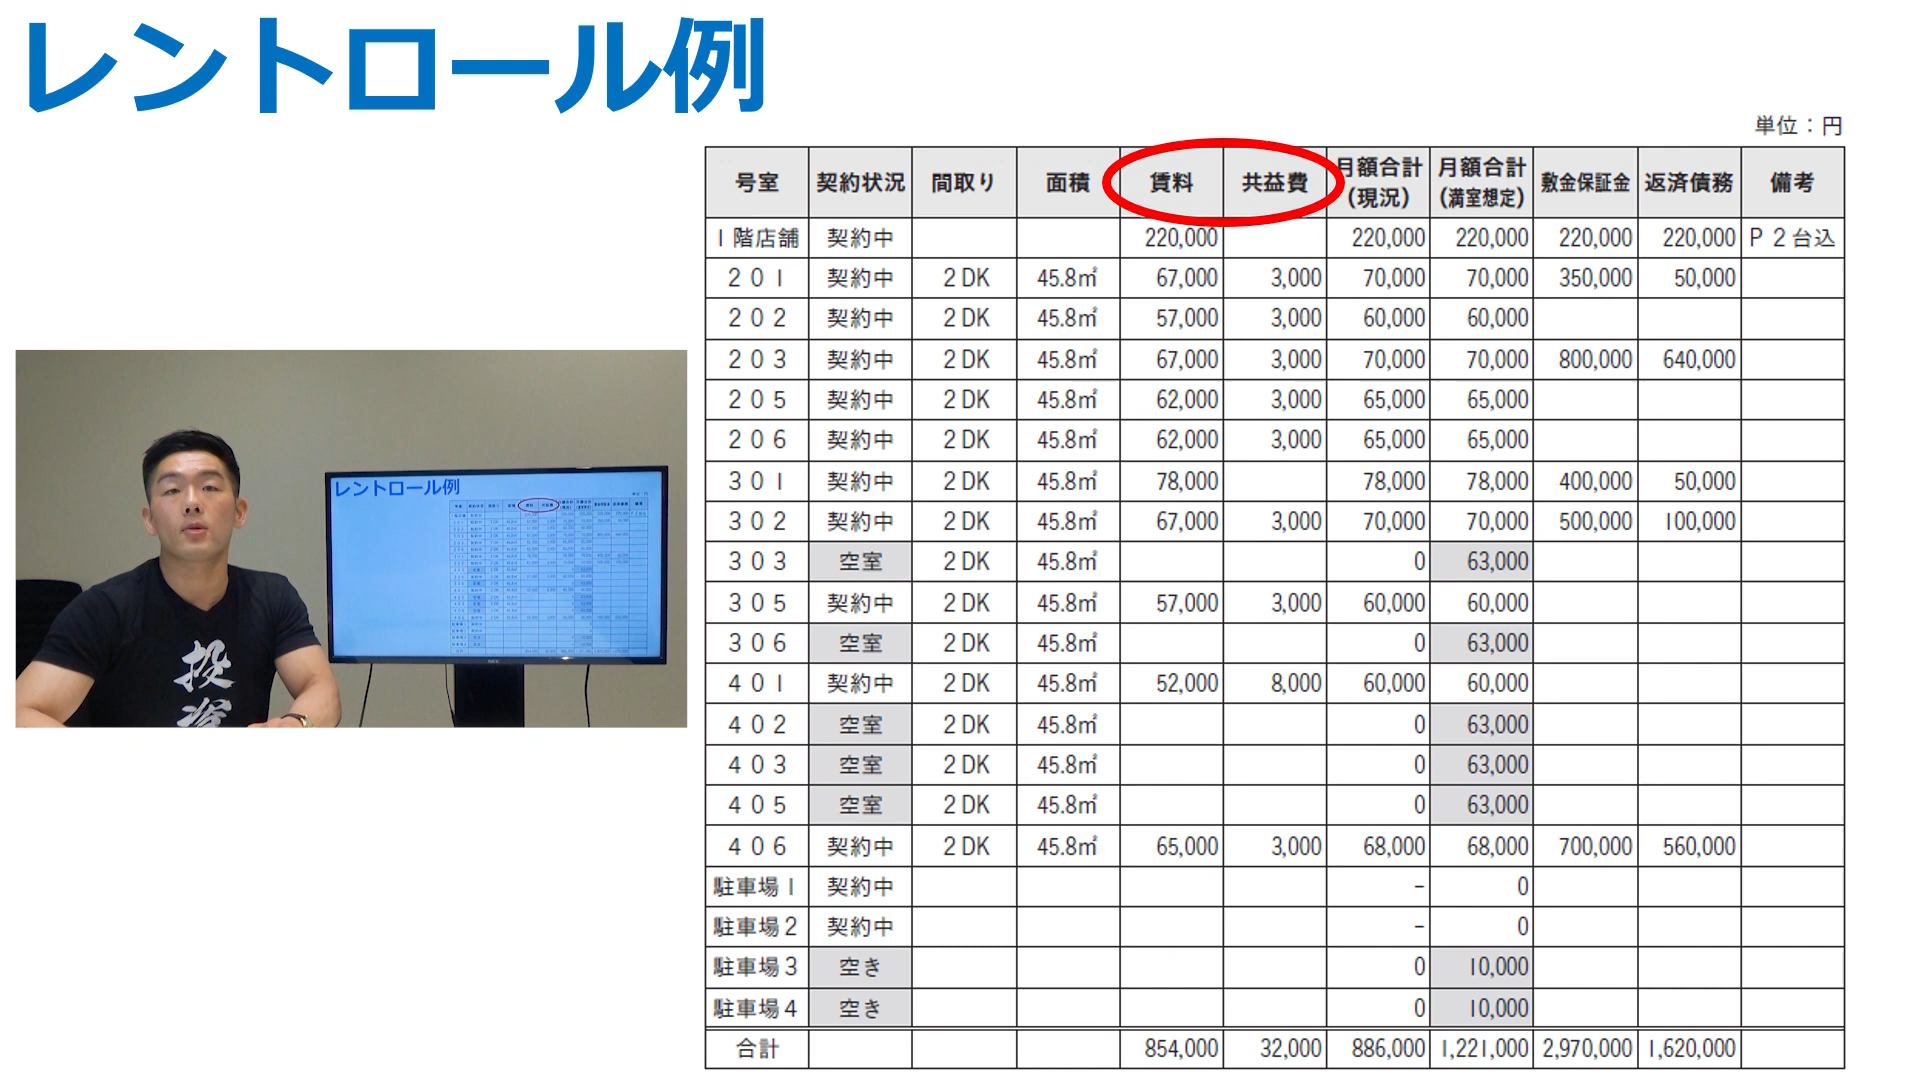 レントロール例
単位：円
号室 契約状況 間取り 面積 賃料 共益費 月額合計(現況) 月額合計(満室想定) 敷金保証金 返済債務 備考
1階店舗 契約中 220,000 220,000 220,000 220,000 220,000 P2台込
201 契約中 2DK 45.8㎡ 67,000 3,000 70,000 70,000 350,000 50,000
202 契約中 2DK 45.8㎡ 57,000 3,000 60,000 60,000
203 契約中 2DK 45.8㎡ 67,000 3,000 70,000 70,000 800,000 640,000
205 契約中 2DK 45.8㎡ 62,000 3,000 65,000 65,000
206 契約中 2DK 45.8㎡ 62,000 3,000 65,000 65,000
301 契約中 2DK 45.8㎡ 78,000 78,000 78,000 400,000 50,000
302 契約中 2DK 45.8㎡ 67,000 3,000 70,000 70,000 500,000 100,000
303 空室 2DK 45.8㎡ 0 63,000
305 契約中 2DK 45.8㎡ 57,000 3,000 60,000 60,000
306 空室 2DK 45.8㎡ 0 63,000
401 契約中 2DK 45.8㎡ 52,000 8,000 60,000 60,000
402 空室 2DK 45.8㎡ 0 63,000
403 空室 2DK 45.8㎡ 0 63,000
405 空室 2DK 45.8㎡ 0 63,000
406 契約中 2DK 45.8㎡ 65,000 3,000 68,000 68,000 700,000 560,000
駐車場1 契約中 - 0
駐車場2 契約中 - 0
駐車場3 空き 0 10,000
駐車場4 空き 0 10,000
合計 854,000 32,000 886,000 1,221,000 2,970,000 1,620,000
レントロール例
投
資